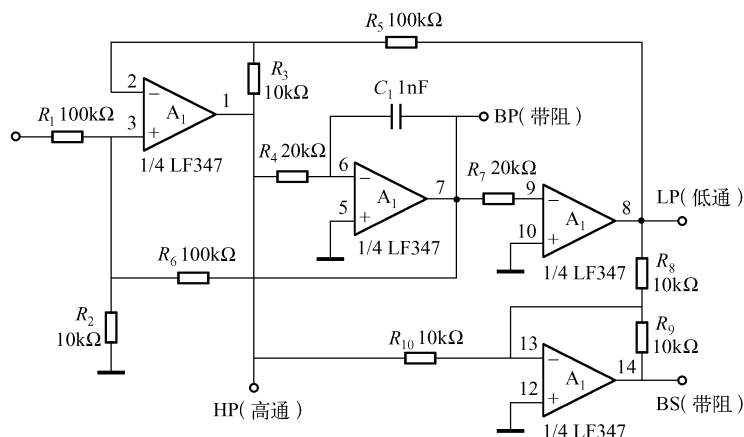 R5 100kΩ
R3
10kΩ
C1 1nF
2
−
A1
1
BP(带阻)
R1 100kΩ
3
+
1/4 LF347
R4 20kΩ
6
−
A1
7
R7 20kΩ
9
−
A1
8
LP(低通)
5
+
10
+
1/4 LF347
1/4 LF347
R6 100kΩ
R8
10kΩ
R2
10kΩ
R10 10kΩ
13
−
R9
10kΩ
A1
14
12
+
HP(高通)
BS(带阻)
1/4 LF347